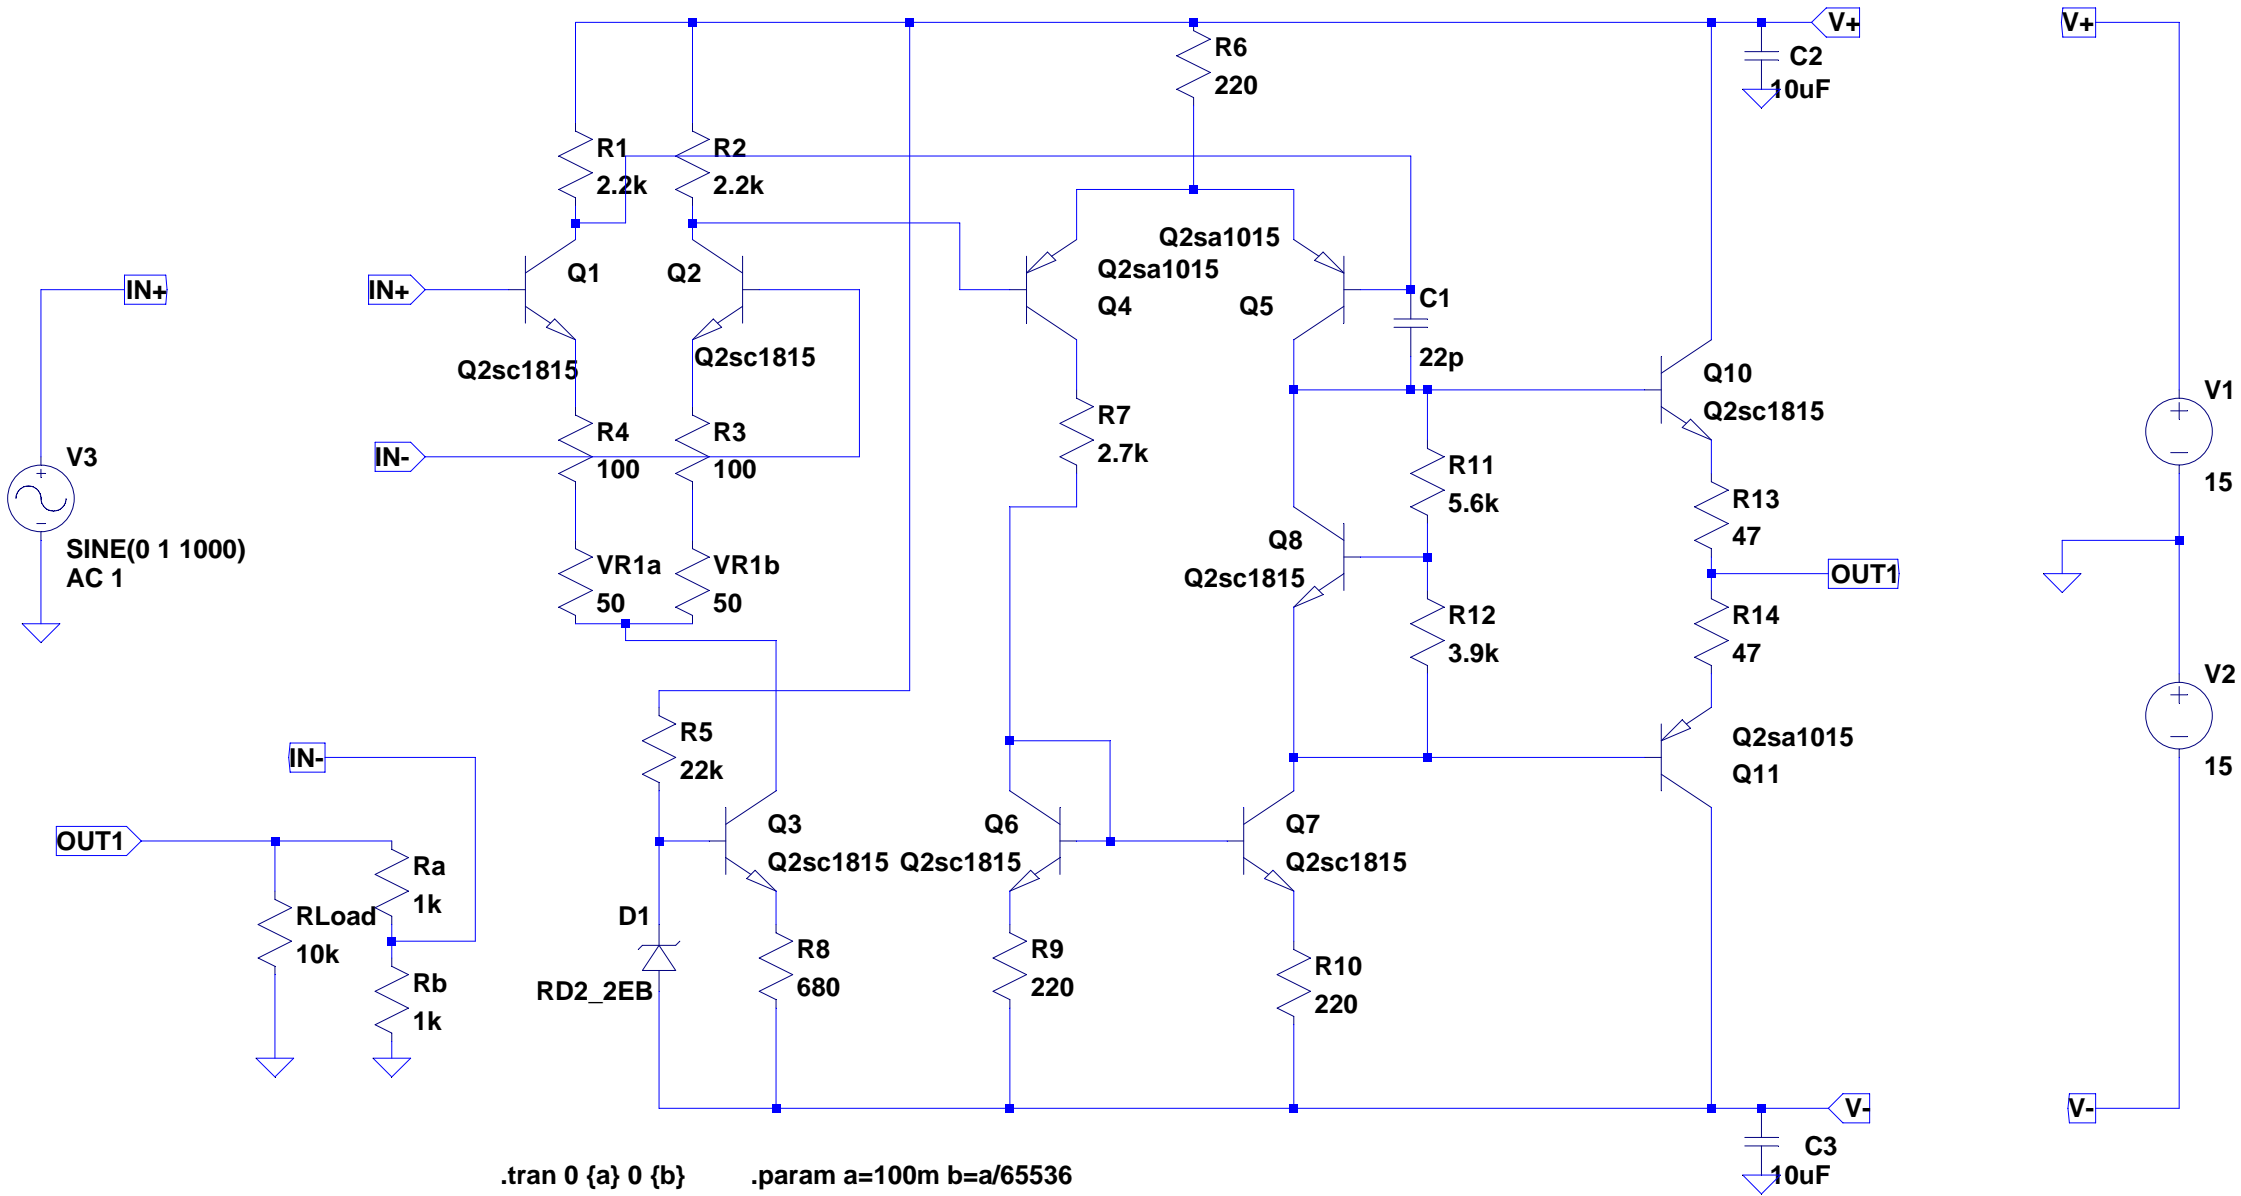 V+
V+
R6
220
C2
10uF
R1
2.2k
R2
2.2k
Q2sa1015
Q2sa1015
Q4
Q5
Q1
Q2
IN+
IN+
C1
22p
Q2sc1815
Q2sc1815
Q10
Q2sc1815
V1
15
R7
2.7k
R4
100
R3
100
IN-
V3
SINE(0 1 1000)
AC 1
R11
5.6k
R13
47
Q8
Q2sc1815
VR1a
50
VR1b
50
OUT1
R12
3.9k
R14
47
V2
15
R5
22k
Q2sa1015
Q11
IN-
OUT1
Ra
1k
Q3
Q2sc1815
Q6
Q2sc1815
Q7
Q2sc1815
RLoad
10k
D1
RD2_2EB
R8
680
R9
220
R10
220
Rb
1k
V-
V-
C3
10uF
.tran 0 {a} 0 {b}
.param a=100m b=a/65536